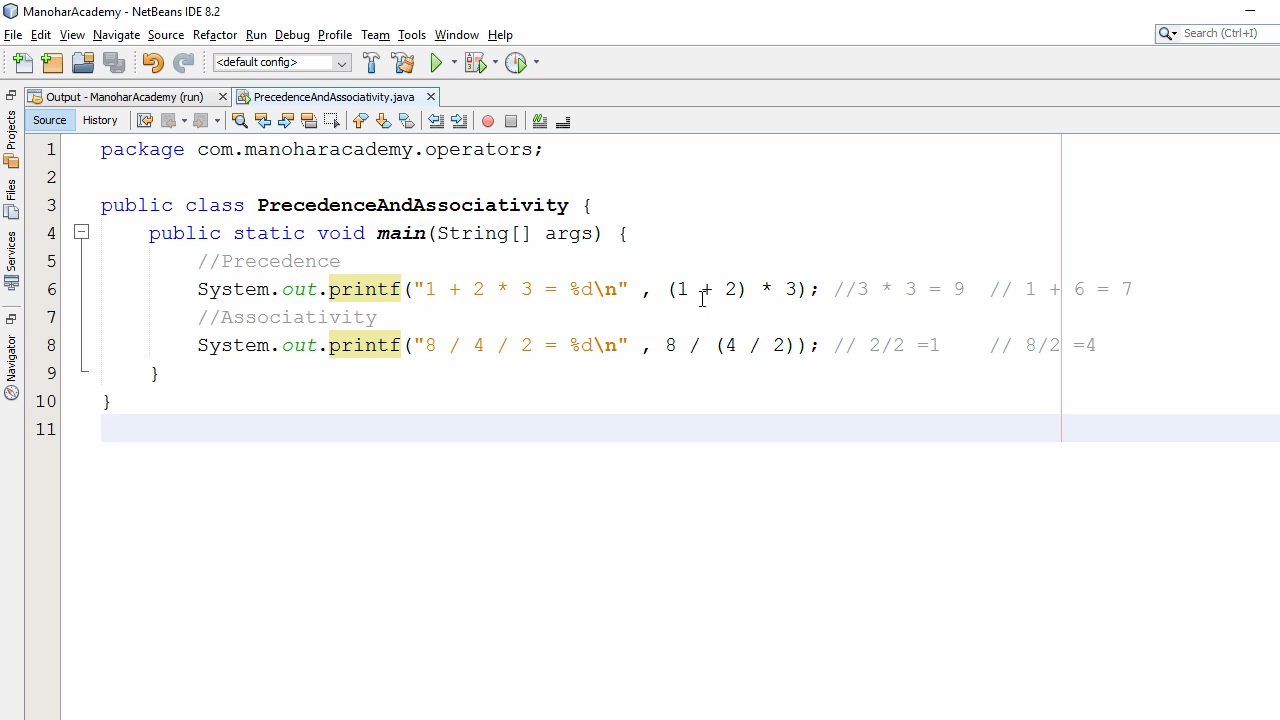 ManoharAcademy - NetBeans IDE 8.2
File Edit View Navigate Source Refactor Run Debug Profile Team Tools Window Help
Search (Ctrl+I)
<default config>
Output - ManoharAcademy (run) PrecedenceAndAssociativity.java
Source History
Projects
Files
Services
Navigator
1 package com.manoharacademy.operators;
2
3 public class PrecedenceAndAssociativity {
4 public static void main(String[] args) {
5 //Precedence
6 System.out.printf("1 + 2 * 3 = %d\n" , (1 + 2) * 3); //3 * 3 = 9 // 1 + 6 = 7
7 //Associativity
8 System.out.printf("8 / 4 / 2 = %d\n" , 8 / (4 / 2)); // 2/2 =1 // 8/2 =4
9 }
10 }
11